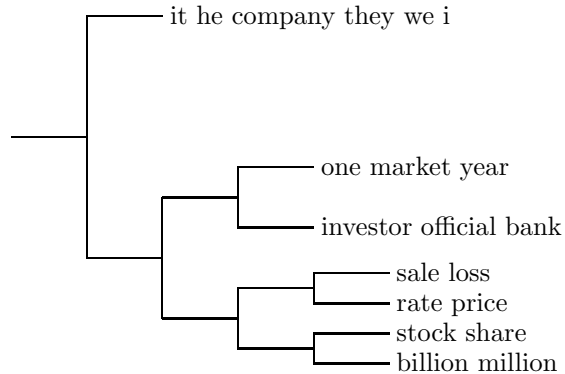 it he company they we i
one market year
investor official bank
sale loss
rate price
stock share
billion million